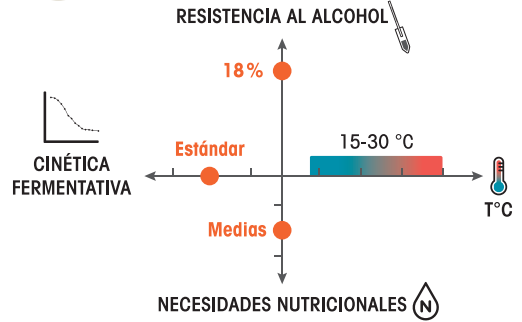 RESISTENCIA AL ALCOHOL
18%
Estándar
15-30 °C
CINÉTICA
FERMENTATIVA
T°C
Medias
NECESIDADES NUTRICIONALES N